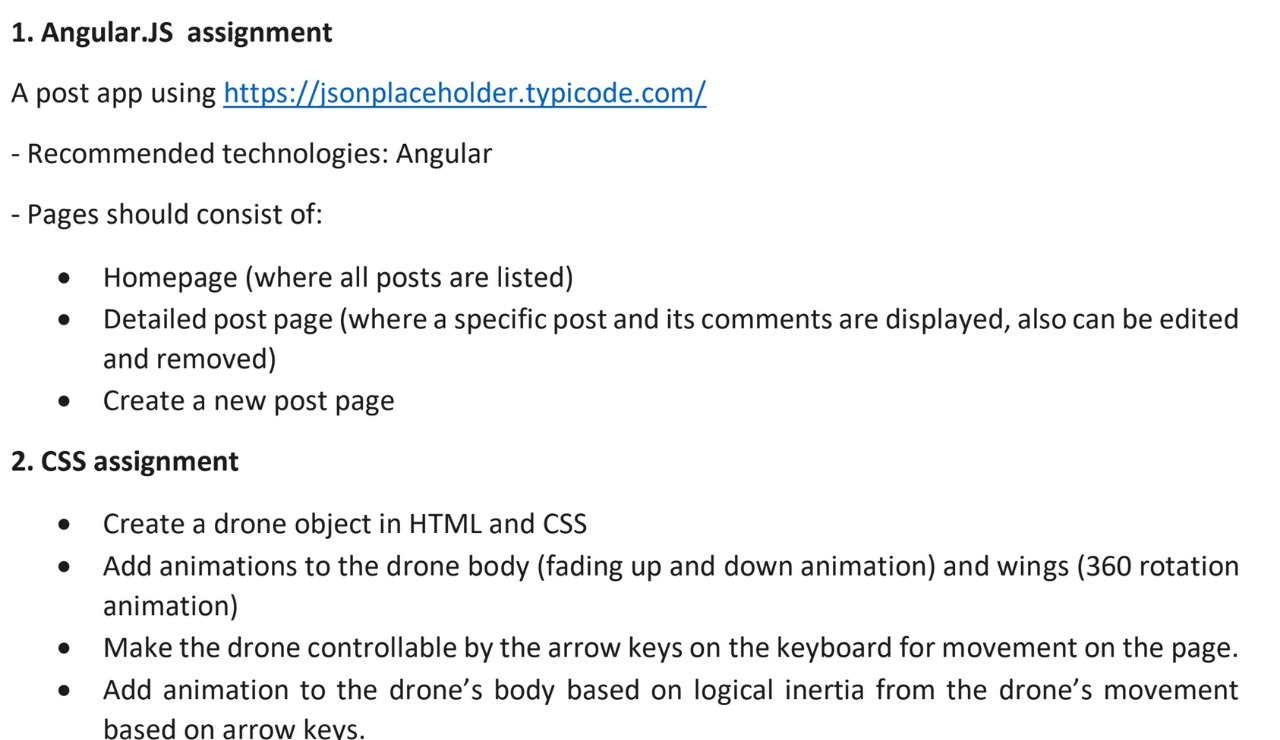 1. Angular.JS  assignment
A post app using https://jsonplaceholder.typicode.com/
- Recommended technologies: Angular
- Pages should consist of:
• Homepage (where all posts are listed)
• Detailed post page (where a specific post and its comments are displayed, also can be edited
and removed)
• Create a new post page
2. CSS assignment
• Create a drone object in HTML and CSS
• Add animations to the drone body (fading up and down animation) and wings (360 rotation
animation)
• Make the drone controllable by the arrow keys on the keyboard for movement on the page.
• Add animation to the drone’s body based on logical inertia from the drone’s movement
based on arrow keys.